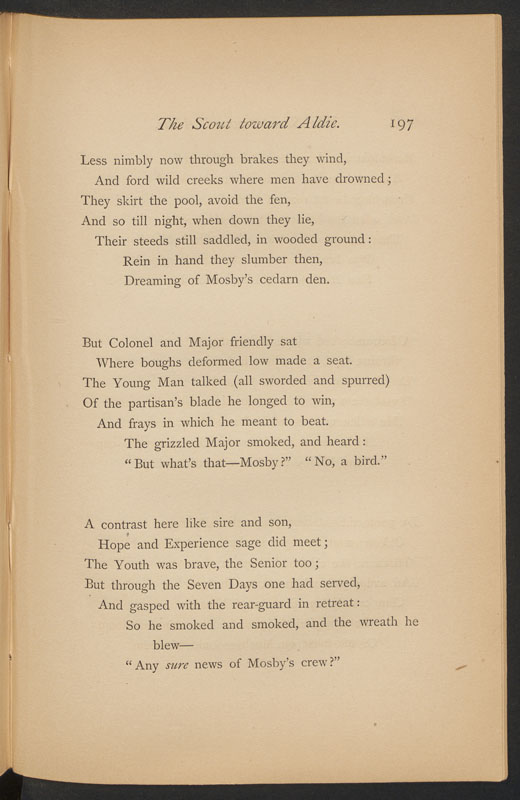 The Scout toward Aldie. 197
Less nimbly now through brakes they wind,
And ford wild creeks where men have drowned;
They skirt the pool, avoid the fen,
And so till night, when down they lie,
Their steeds still saddled, in wooded ground:
Rein in hand they slumber then,
Dreaming of Mosby's cedarn den.
But Colonel and Major friendly sat
Where boughs deformed low made a seat.
The Young Man talked (all sworded and spurred)
Of the partisan's blade he longed to win,
And frays in which he meant to beat.
The grizzled Major smoked, and heard:
"But what's that—Mosby?" "No, a bird."
A contrast here like sire and son,
Hope and Experience sage did meet;
The Youth was brave, the Senior too;
But through the Seven Days one had served,
And gasped with the rear-guard in retreat:
So he smoked and smoked, and the wreath he
blew—
"Any sure news of Mosby's crew?"